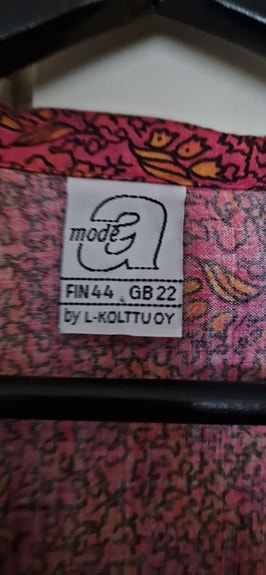 a
mode
FIN 44 GB 22
by L-KOLTTU OY